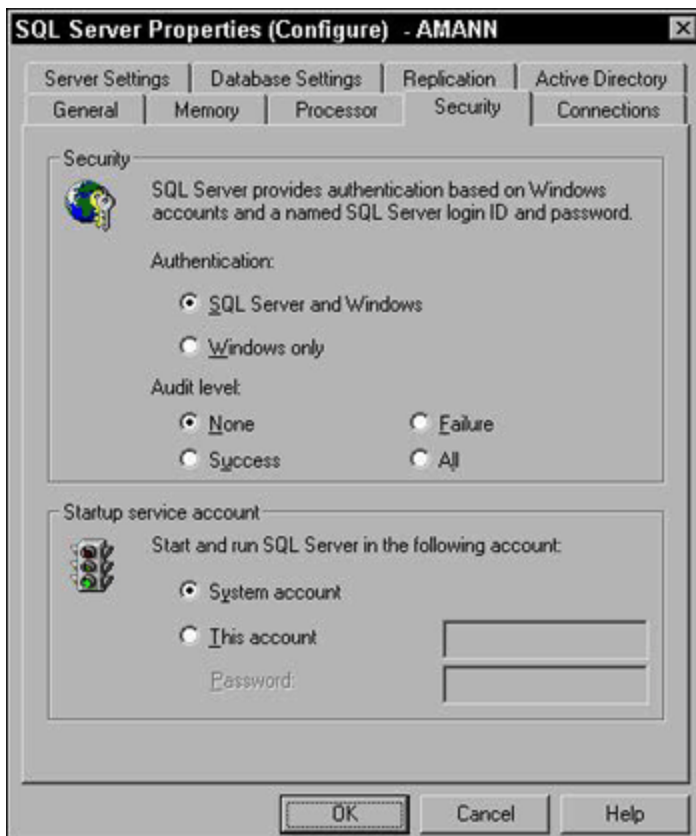 SQL Server Properties (Configure) - AMANN
Server Settings
Database Settings
Replication
Active Directory
General
Memory
Processor
Security
Connections
Security
SQL Server provides authentication based on Windows
accounts and a named SQL Server login ID and password.
Authentication:
SQL Server and Windows
Windows only
Audit level:
None
Failure
Success
All
Startup service account
Start and run SQL Server in the following account:
System account
This account
Password:
OK
Cancel
Help